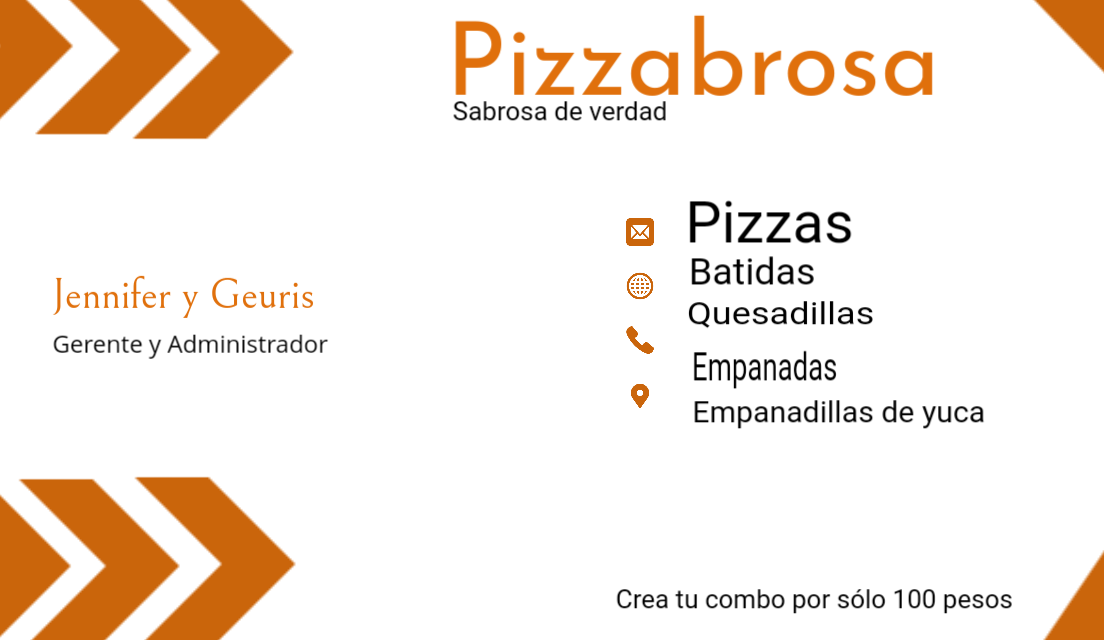 Pizzabrosa
Sabrosa de verdad
Jennifer y Geuris
Gerente y Administrador
Pizzas
Batidas
Quesadillas
Empanadas
Empanadillas de yuca
Crea tu combo por sólo 100 pesos